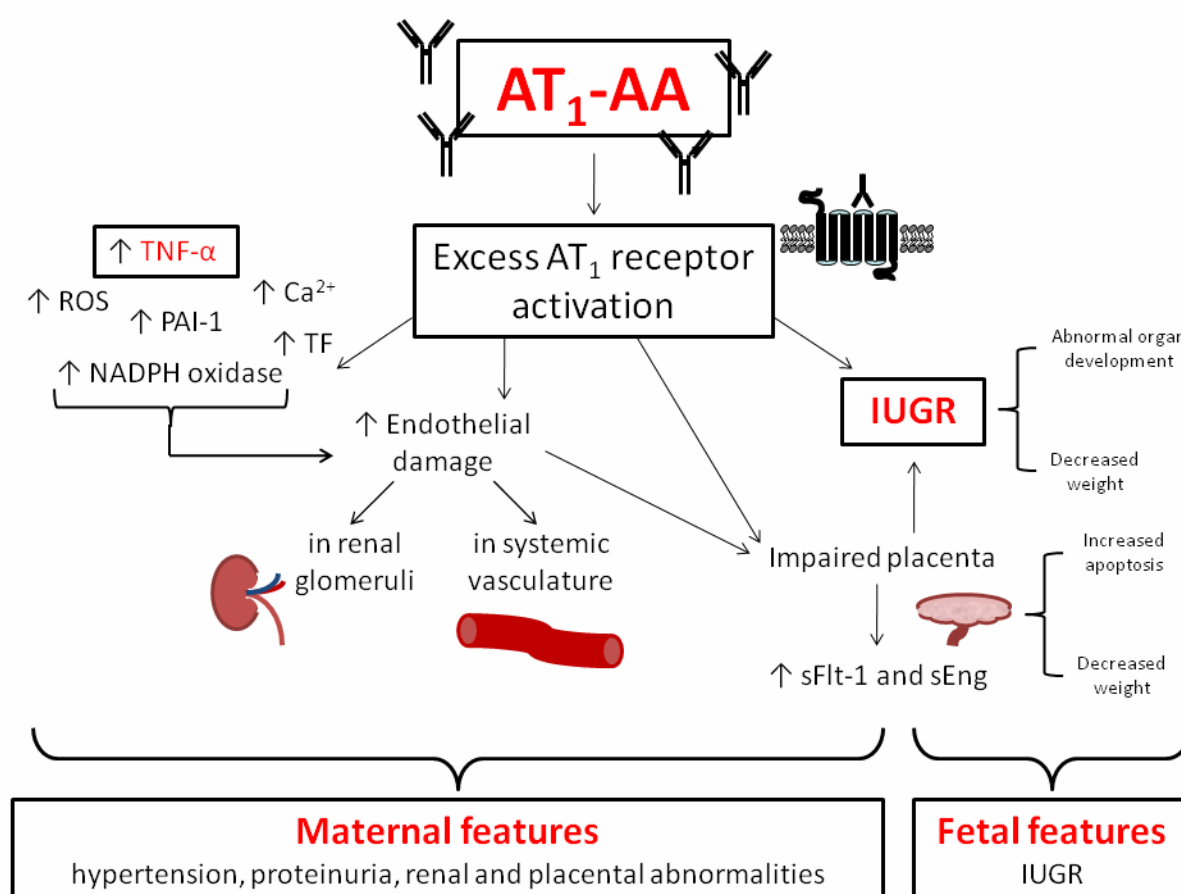 AT₁-AA
Excess AT₁ receptor
activation
↑ TNF-α
↑ ROS
↑ Ca²⁺
↑ PAI-1
↑ TF
↑ NADPH oxidase
↑ Endothelial
damage
in renal
glomeruli
in systemic
vasculature
IUGR
Abnormal organ
development
Decreased
weight
Impaired placenta
Increased
apoptosis
Decreased
weight
↑ sFlt-1 and sEng
Maternal features
hypertension, proteinuria, renal and placental abnormalities
Fetal features
IUGR